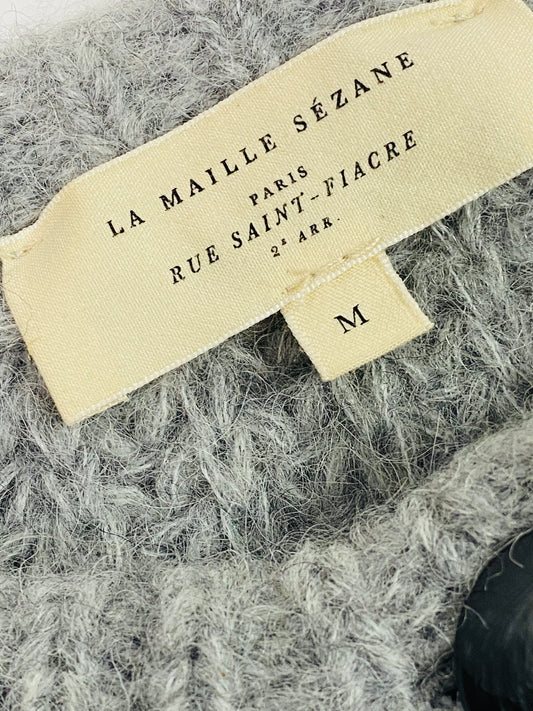 LA MAILLE SÉZANE
PARIS
RUE SAINT-FIACRE
2E ARR.
M